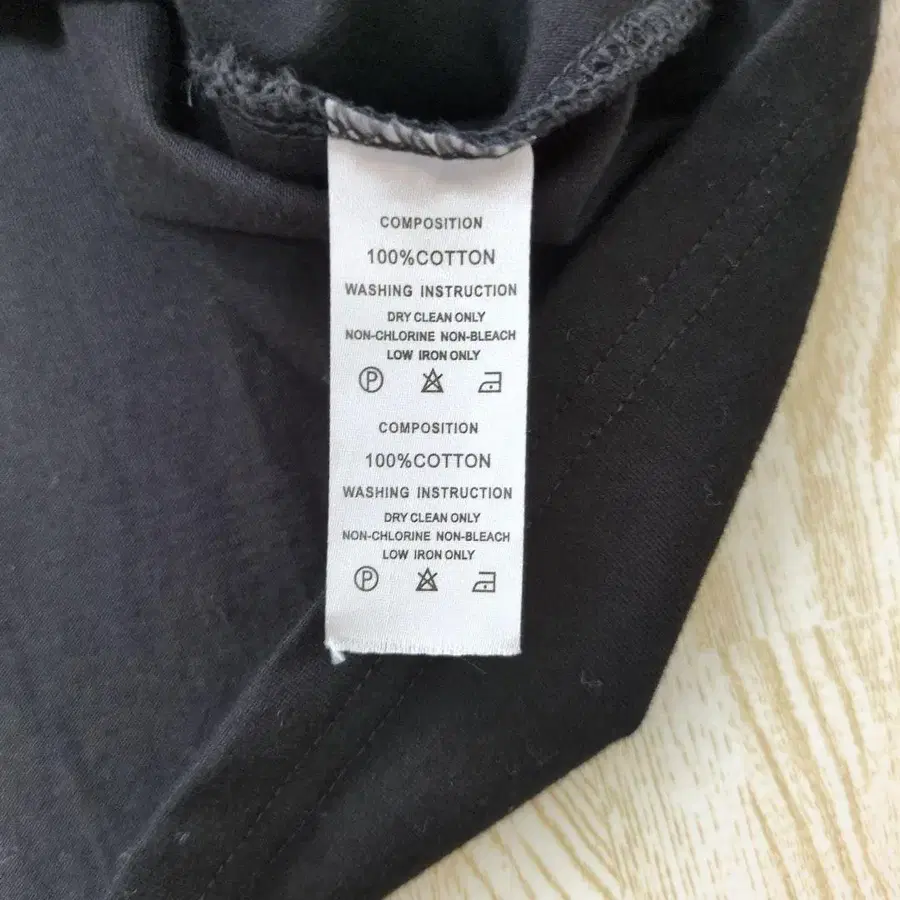 COMPOSITION
100%COTTON
WASHING INSTRUCTION
DRY CLEAN ONLY
NON-CHLORINE NON-BLEACH
LOW IRON ONLY
P
COMPOSITION
100%COTTON
WASHING INSTRUCTION
DRY CLEAN ONLY
NON-CHLORINE NON-BLEACH
LOW IRON ONLY
P